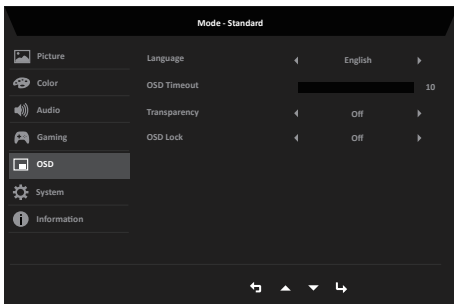 Mode - Standard
Picture
Color
Audio
Gaming
OSD
System
Information
Language English
OSD Timeout 10
Transparency Off
OSD Lock Off